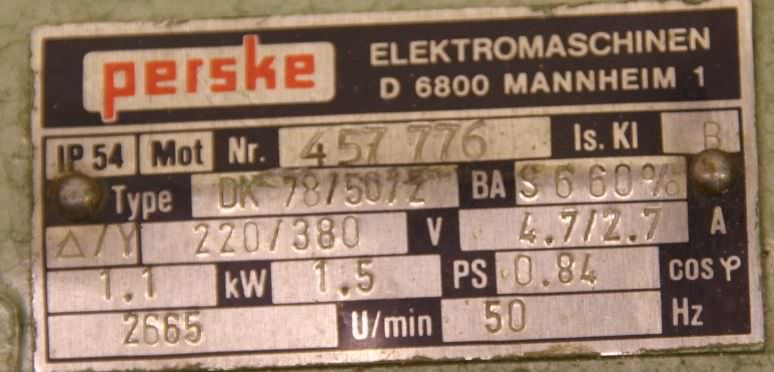 perske ELEKTROMASCHINEN
D 6800 MANNHEIM 1
IP 54 Mot Nr. 457 776 Is. Kl B
Type DK 78/50/2 BA S 6 60%
△/Y 220/380 V 4.7/2.7 A
1.1 kW 1.5 PS 0.84 cos φ
2665 U/min 50 Hz